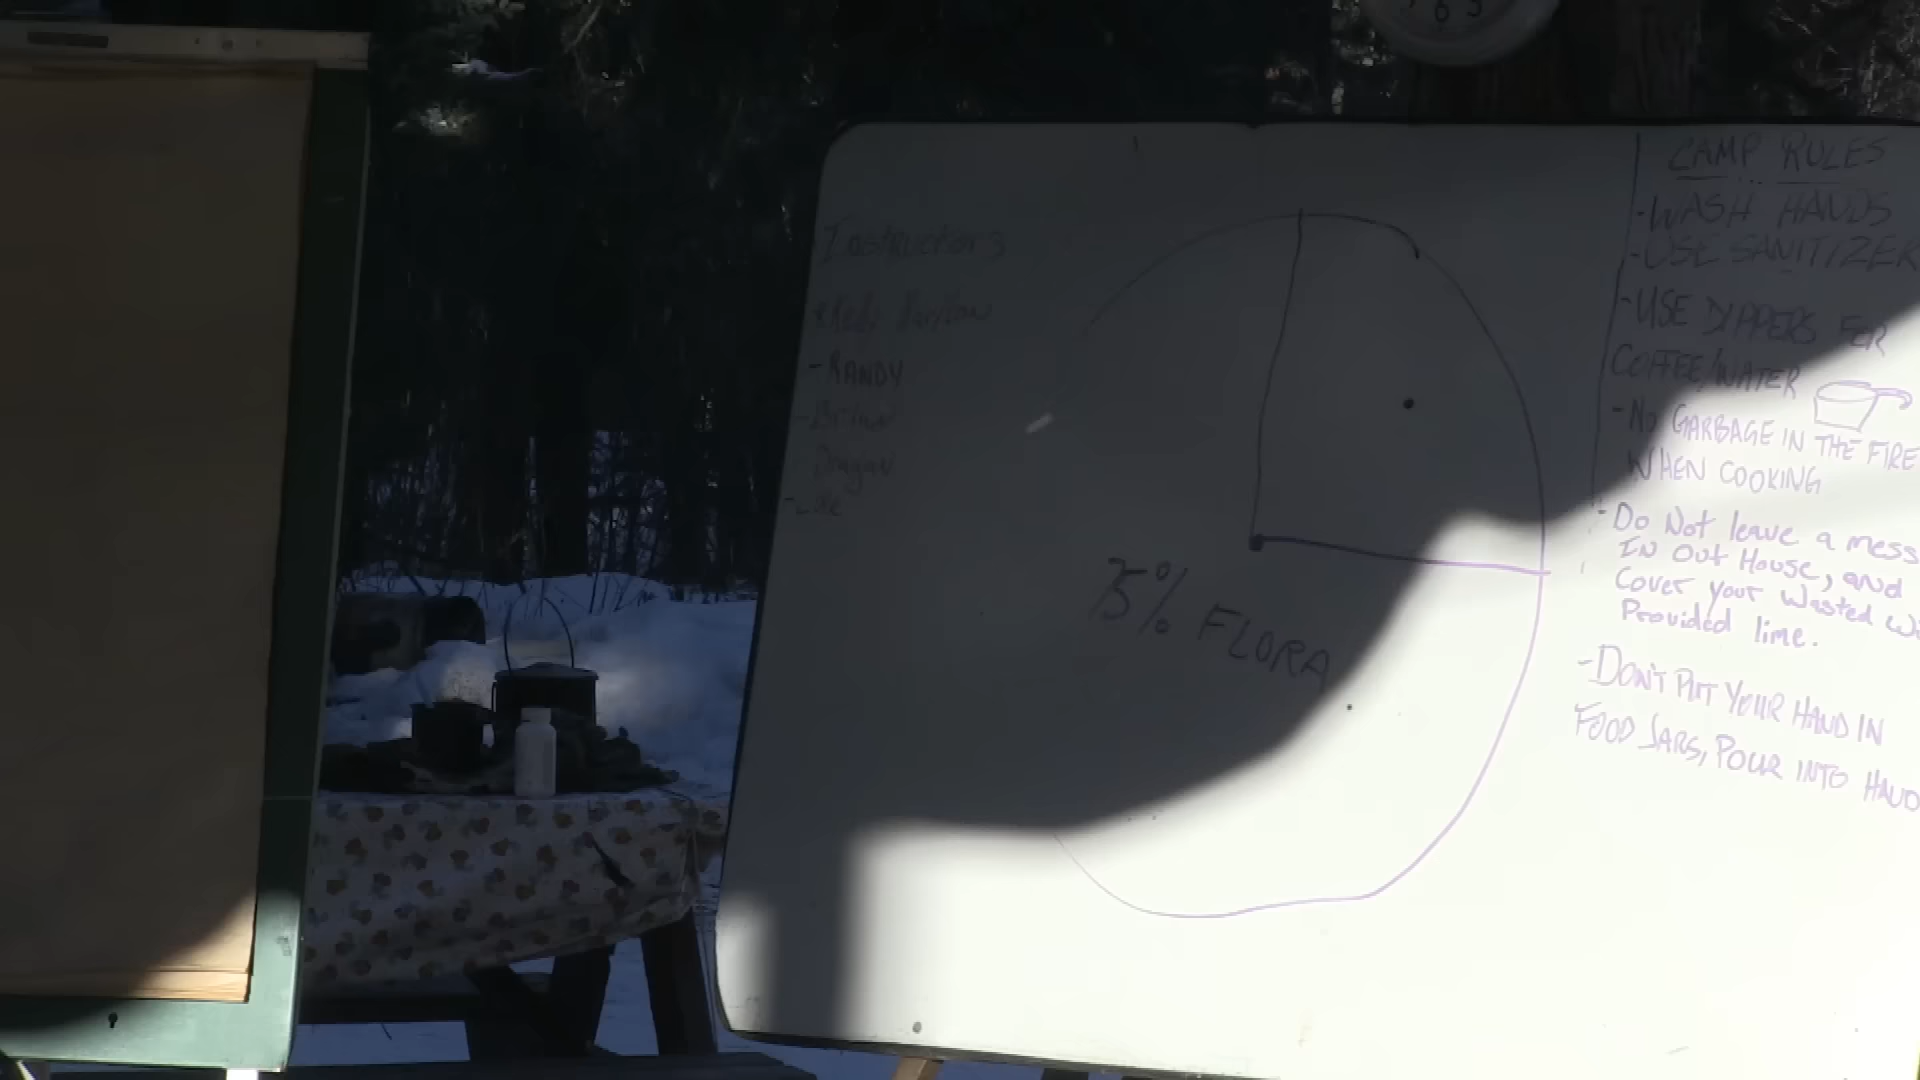 Instructors
-RANDY
75% FLORA
CAMP RULES
-WASH HANDS
-USE SANITIZER
-USE DIPPERS FOR
COFFEE/WATER
-NO GARBAGE IN THE FIRE
WHEN COOKING
-Do Not leave a mess
IN Out House, and
Cover your Wasted
Provided lime.
-DON'T PUT YOUR HAND IN
FOOD JARS, POUR INTO HAND